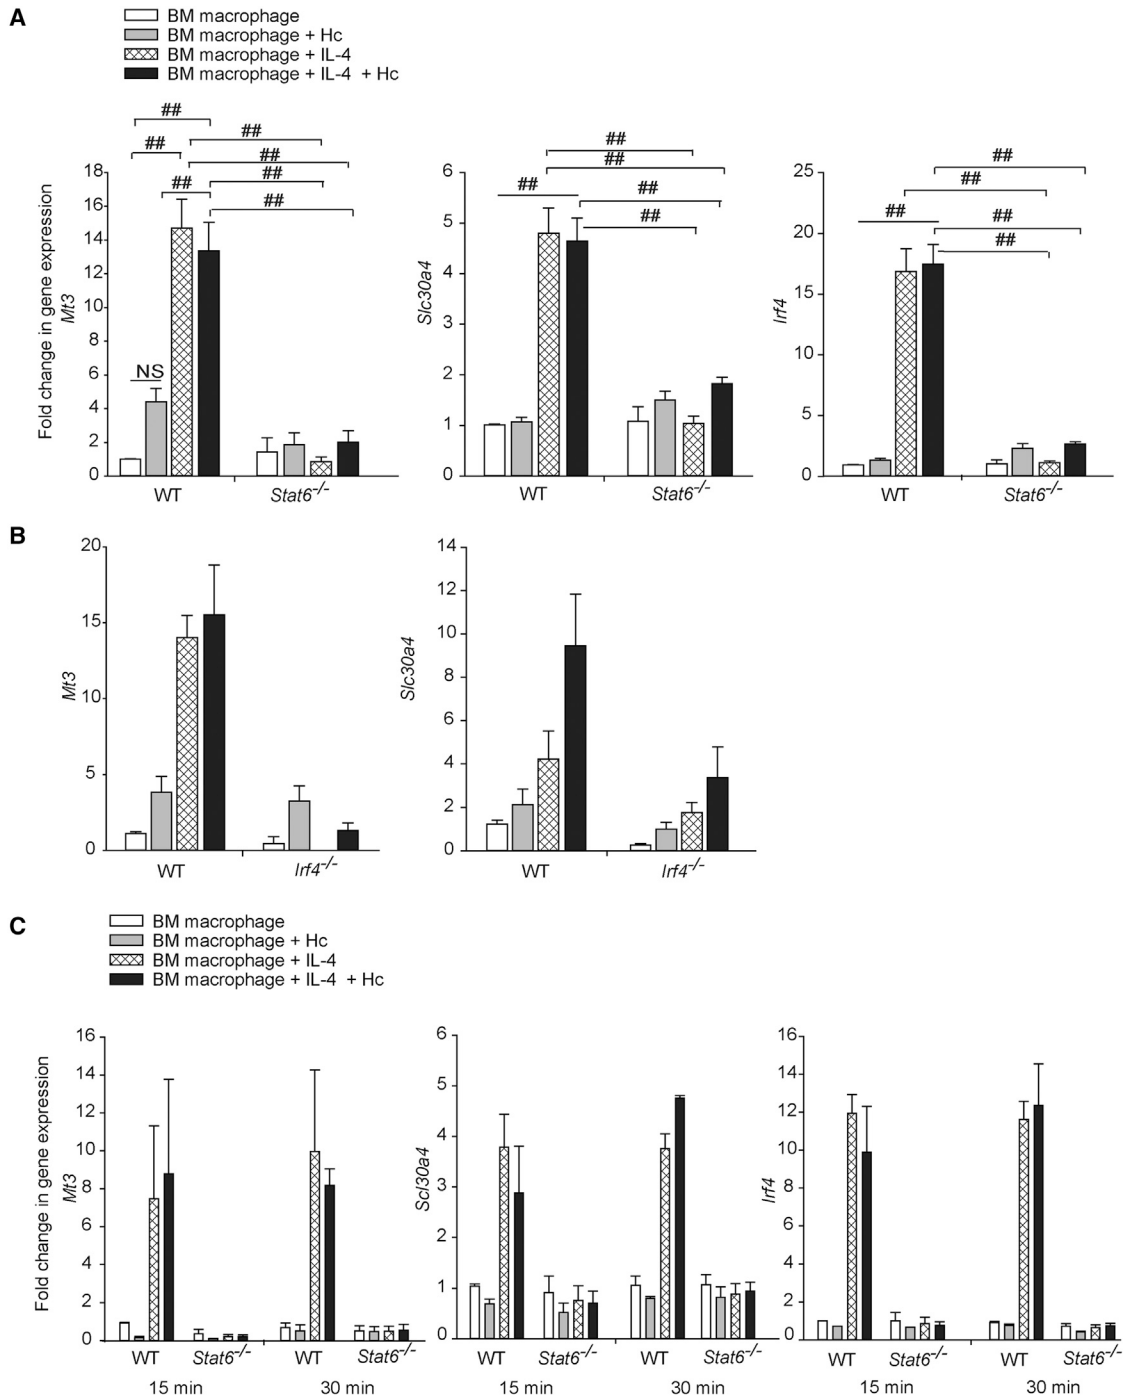 A
BM macrophage
BM macrophage + Hc
BM macrophage + IL-4
BM macrophage + IL-4 + Hc
Fold change in gene expression
Mt3
18
16
14
12
10
8
6
4
2
0
##
##
##
##
##
##
##
NS
WT
Stat6-/-
Slc30a4
6
5
4
3
2
1
0
##
##
##
##
##
WT
Stat6-/-
Irf4
25
20
15
10
5
0
##
##
##
##
##
WT
Stat6-/-
B
Mt3
20
15
10
5
0
WT
Irf4-/-
Slc30a4
14
12
10
8
6
4
2
0
WT
Irf4-/-
C
BM macrophage
BM macrophage + Hc
BM macrophage + IL-4
BM macrophage + IL-4 + Hc
Fold change in gene expression
Mt3
16
14
12
10
8
6
4
2
0
WT
Stat6-/-
WT
Stat6-/-
15 min
30 min
Scl30a4
6
5
4
3
2
1
0
WT
Stat6-/-
WT
Stat6-/-
15 min
30 min
Irf4
16
14
12
10
8
6
4
2
0
WT
Stat6-/-
WT
Stat6-/-
15 min
30 min